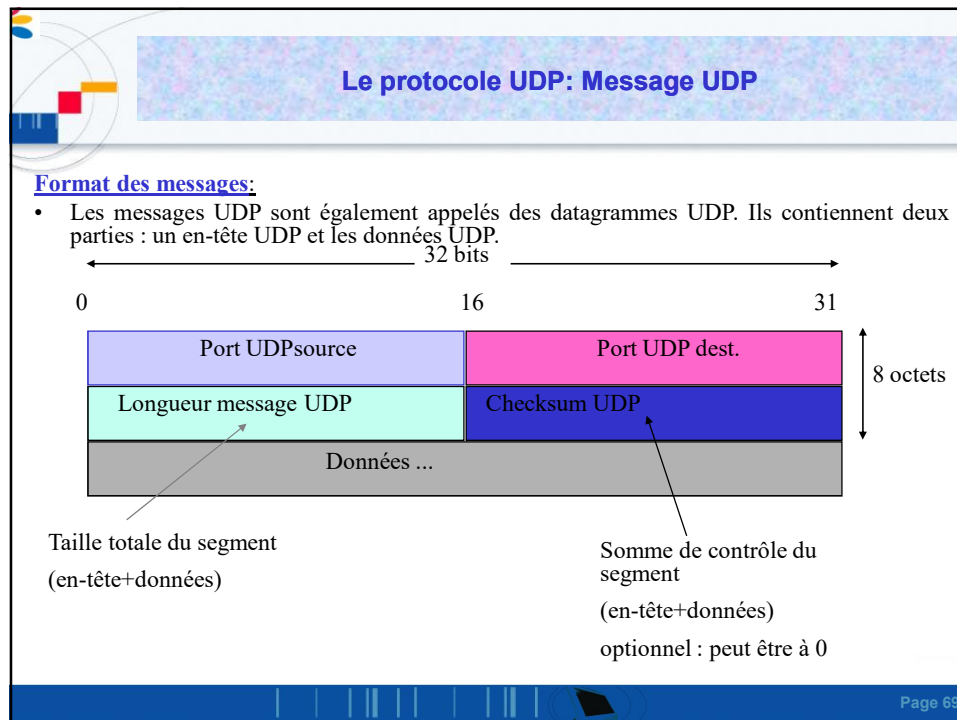 Le protocole UDP: Message UDP
Format des messages:
• Les messages UDP sont également appelés des datagrammes UDP. Ils contiennent deux
parties : un en-tête UDP et les données UDP.
32 bits
0 16 31
Port UDPsource Port UDP dest.
8 octets
Longueur message UDP Checksum UDP
Données ...
Taille totale du segment
(en-tête+données)
Somme de contrôle du
segment
(en-tête+données)
optionnel : peut être à 0
Page 69